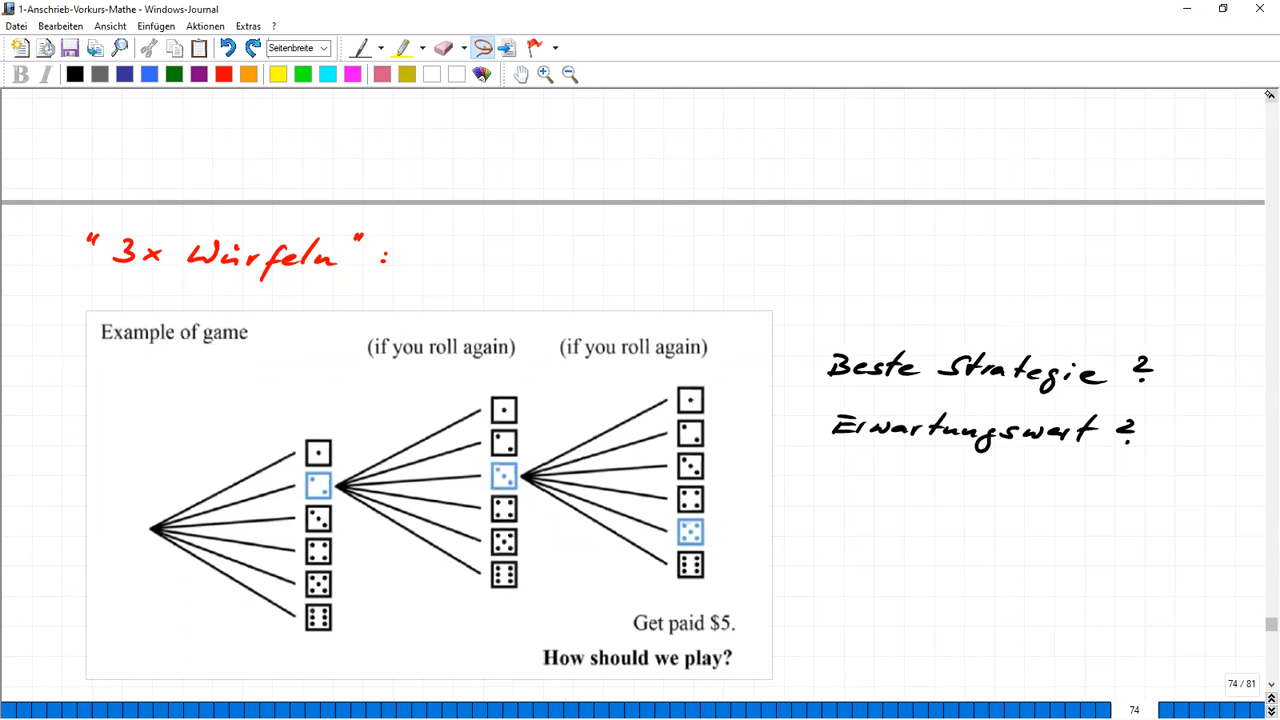 1-Anschrieb-Vorkurs-Mathe - Windows-Journal
Datei Bearbeiten Ansicht Einfügen Aktionen Extras ?
Seitenbreite
B I
"3x Würfeln":
Example of game
(if you roll again) (if you roll again)
Beste Strategie ?
Erwartungswert ?
Get paid $5.
How should we play?
74 / 81
74